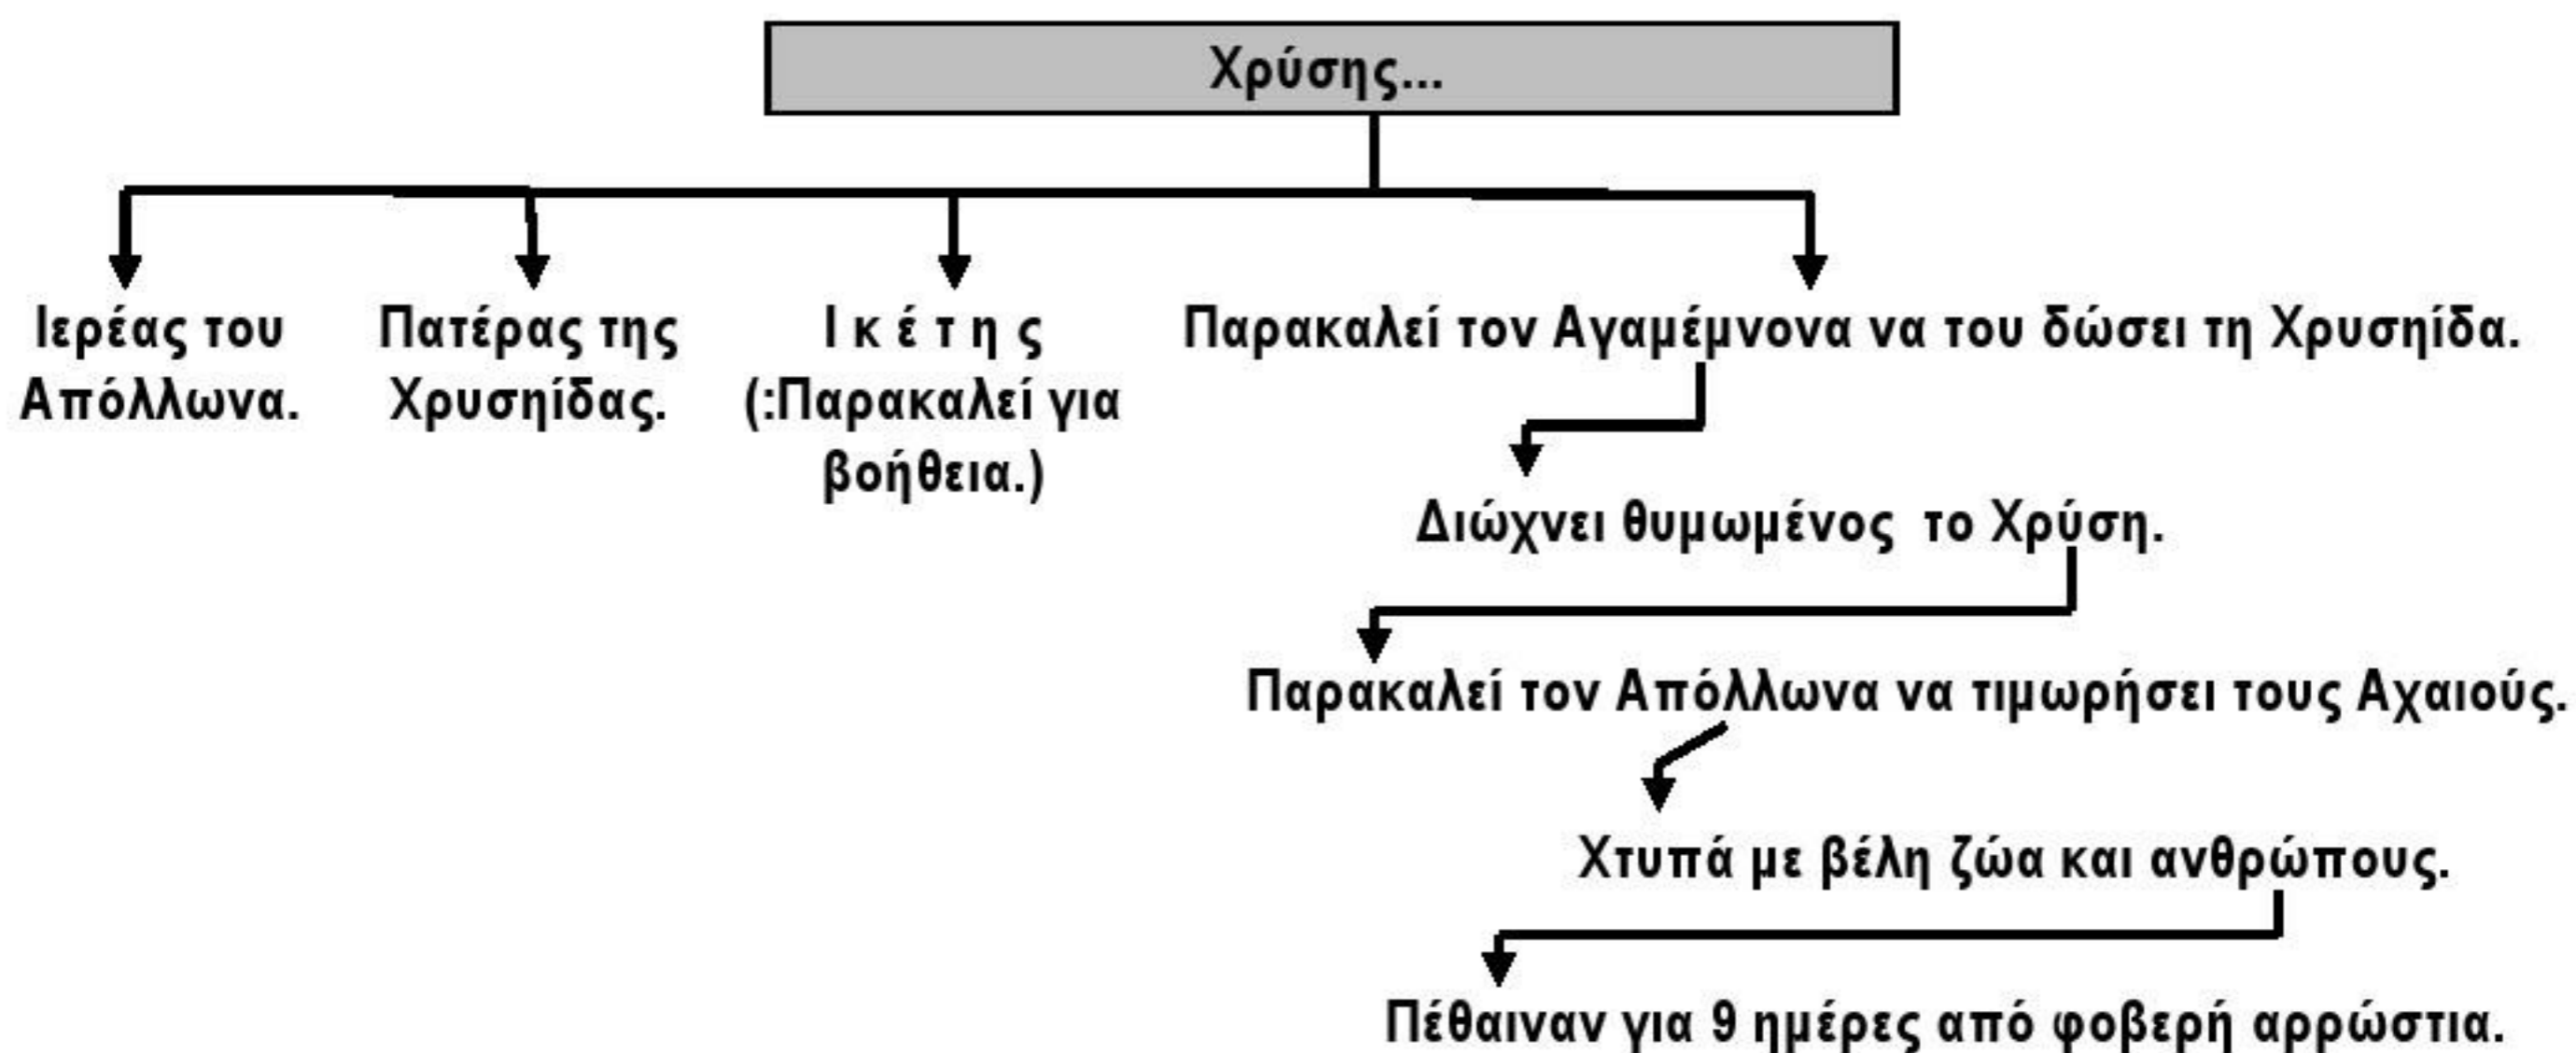 Χρύσης...
Ιερέας του
Απόλλωνα.
Πατέρας της
Χρυσηίδας.
Ι κ έ τ η ς
(:Παρακαλεί για
βοήθεια.)
Παρακαλεί τον Αγαμέμνονα να του δώσει τη Χρυσηίδα.
Διώχνει θυμωμένος το Χρύση.
Παρακαλεί τον Απόλλωνα να τιμωρήσει τους Αχαιούς.
Χτυπά με βέλη ζώα και ανθρώπους.
Πέθαιναν για 9 ημέρες από φοβερή αρρώστια.